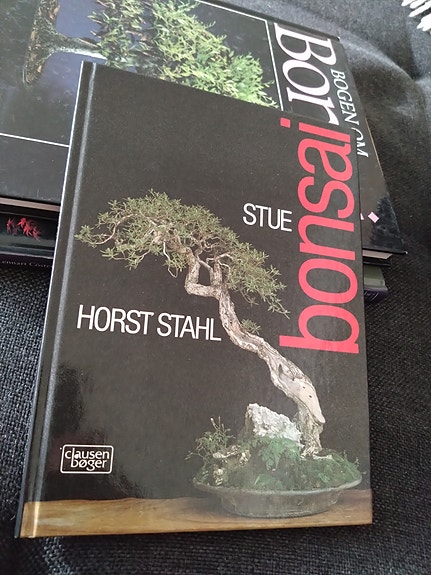 BOGEN OM
Bon
STUE
bonsai
HORST STAHL
clausen
bøger